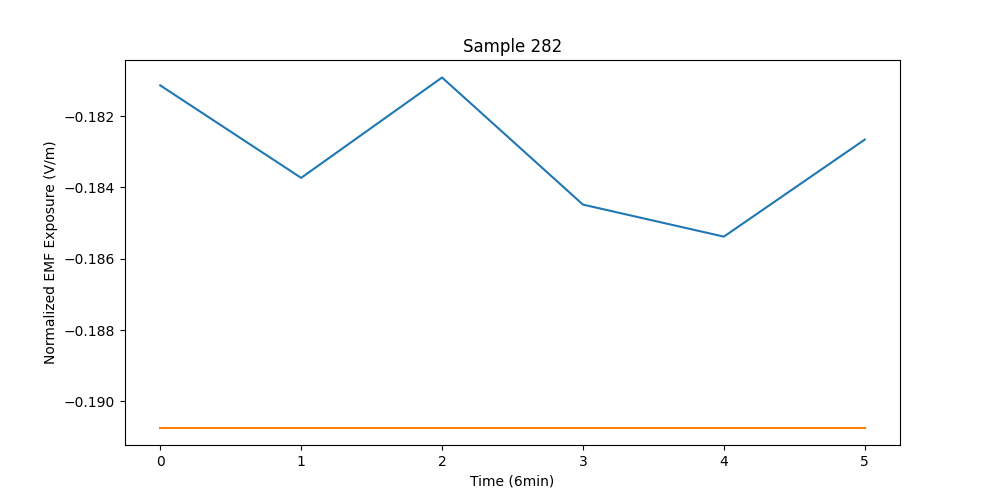 Sample 282
Normalized EMF Exposure (V/m)
−0.182
−0.184
−0.186
−0.188
−0.190
0 1 2 3 4 5
Time (6min)